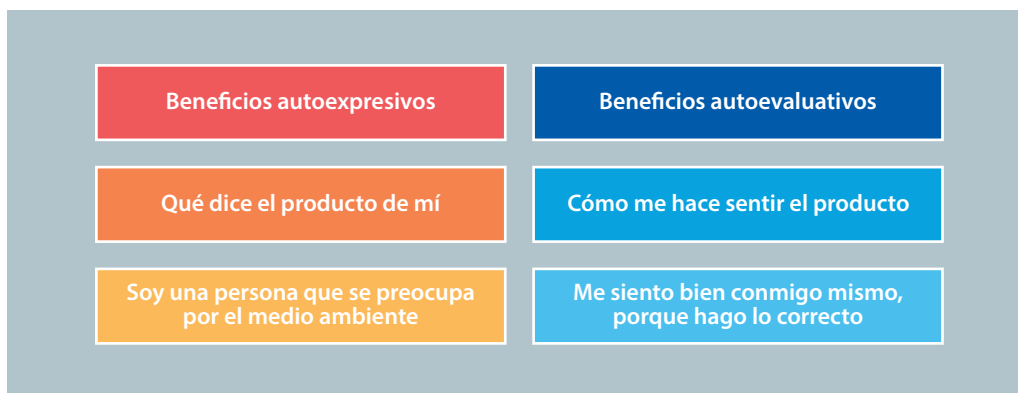 Beneficios autoexpresivos
Beneficios autoevaluativos
Qué dice el producto de mí
Cómo me hace sentir el producto
Soy una persona que se preocupa
por el medio ambiente
Me siento bien conmigo mismo,
porque hago lo correcto